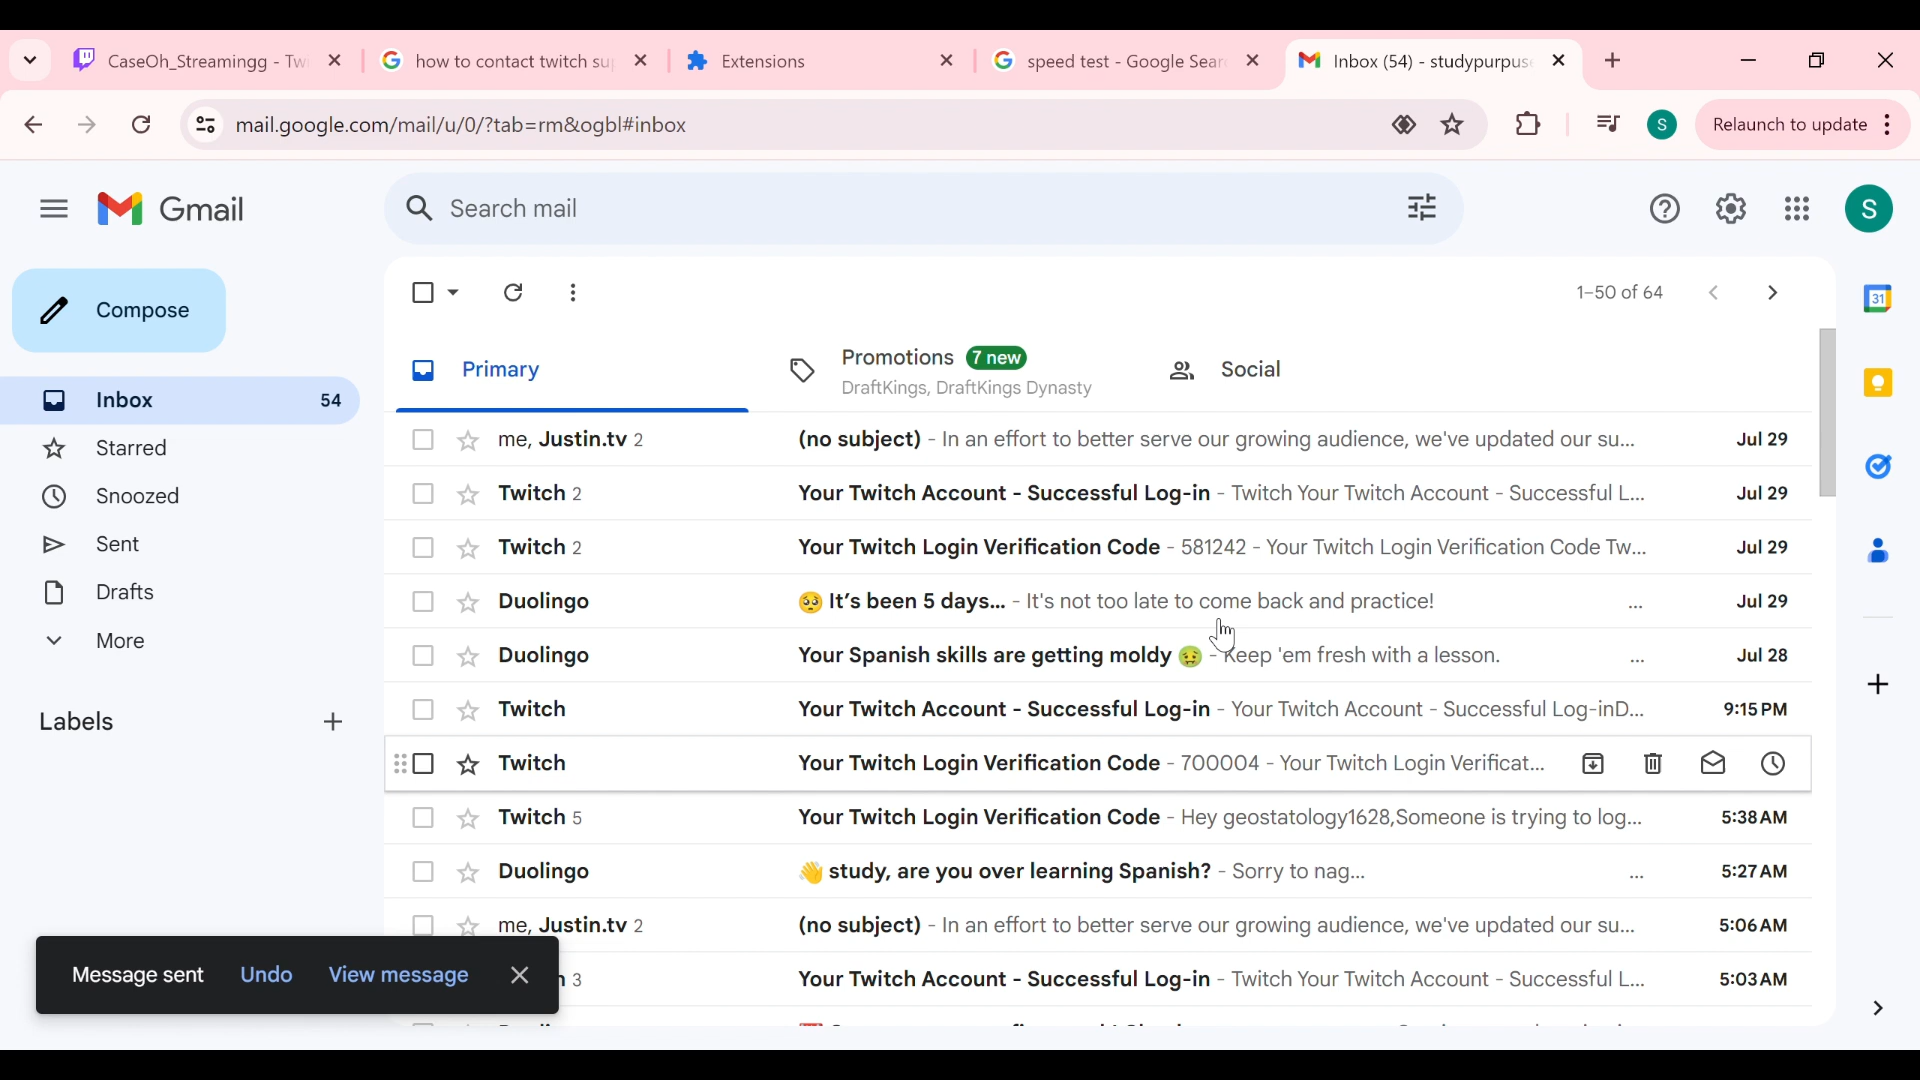 CaseOh_Streamingg - Twi
how to contact twitch su
Extensions
speed test - Google Sear
Inbox (54) - studypurpus
mail.google.com/mail/u/0/?tab=rm&ogbl#inbox
S
Relaunch to update
Gmail
Search mail
S
Compose
1–50 of 64
31
Primary
Promotions 7 new
DraftKings, DraftKings Dynasty
Social
Inbox 54
Starred
Snoozed
Sent
Drafts
More
Labels
me, Justin.tv 2 (no subject) - In an effort to better serve our growing audience, we've updated our su... Jul 29
Twitch 2 Your Twitch Account - Successful Log-in - Twitch Your Twitch Account - Successful L... Jul 29
Twitch 2 Your Twitch Login Verification Code - 581242 - Your Twitch Login Verification Code Tw... Jul 29
Duolingo 🥺 It's been 5 days... - It's not too late to come back and practice! ... Jul 29
Duolingo Your Spanish skills are getting moldy 🤢 - Keep 'em fresh with a lesson. ... Jul 28
Twitch Your Twitch Account - Successful Log-in - Your Twitch Account - Successful Log-inD... 9:15 PM
Twitch Your Twitch Login Verification Code - 700004 - Your Twitch Login Verificat...
Twitch 5 Your Twitch Login Verification Code - Hey geostatology1628,Someone is trying to log... 5:38 AM
Duolingo 👋 study, are you over learning Spanish? - Sorry to nag... ... 5:27 AM
me, Justin.tv 2 (no subject) - In an effort to better serve our growing audience, we've updated our su... 5:06 AM
3 Your Twitch Account - Successful Log-in - Twitch Your Twitch Account - Successful L... 5:03 AM
Message sent Undo View message